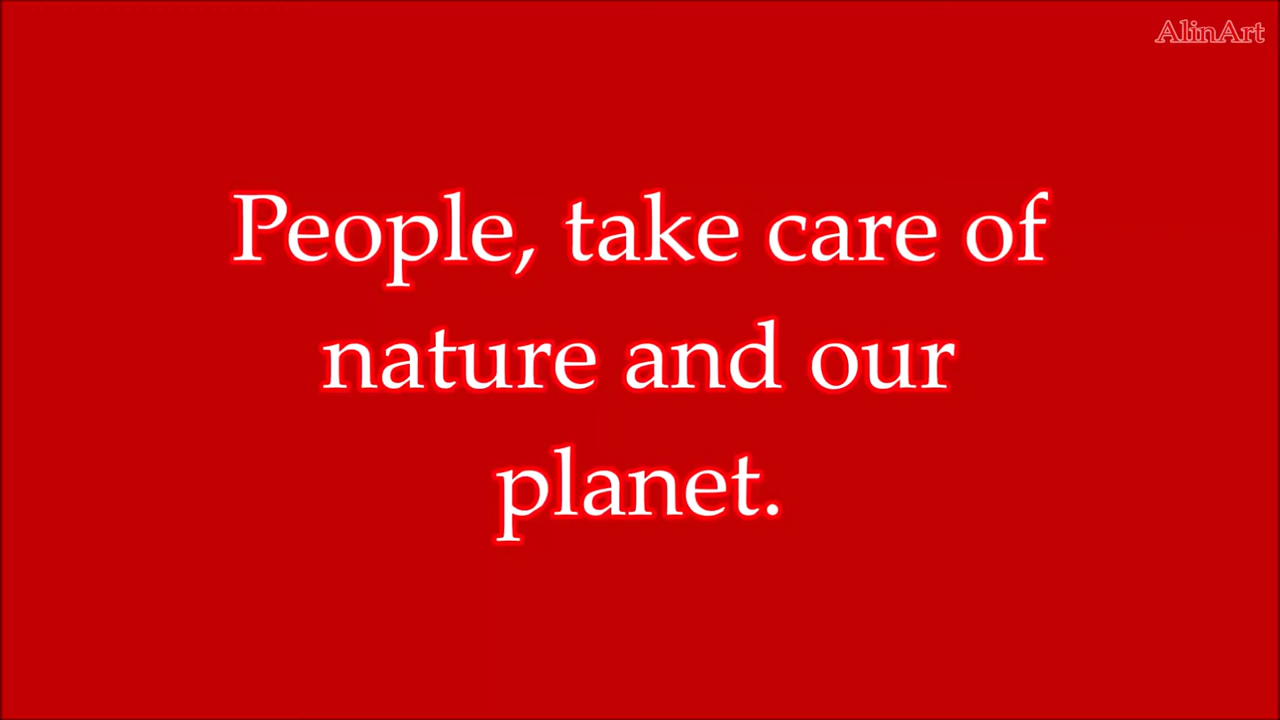 AlinArt
People, take care of
nature and our
planet.